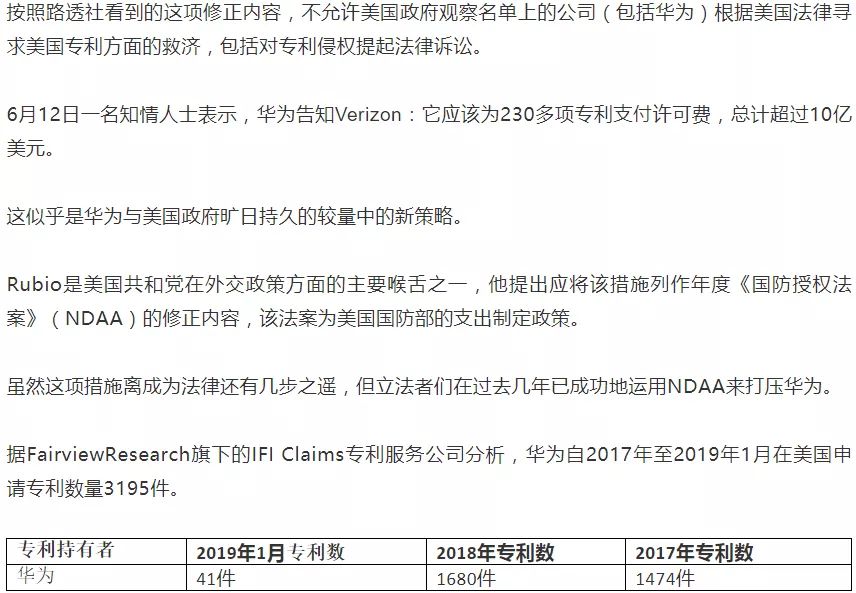 按照路透社看到的这项修正内容，不允许美国政府观察名单上的公司（包括华为）根据美国法律寻
求美国专利方面的救济，包括对专利侵权提起法律诉讼。
6月12日一名知情人士表示，华为告知Verizon：它应该为230多项专利支付许可费，总计超过10亿
美元。
这似乎是华为与美国政府旷日持久的较量中的新策略。
Rubio是美国共和党在外交政策方面的主要喉舌之一，他提出应将该措施列作年度《国防授权法
案》（NDAA）的修正内容，该法案为美国国防部的支出制定政策。
虽然这项措施离成为法律还有几步之遥，但立法者们在过去几年已成功地运用NDAA来打压华为。
据FairviewResearch旗下的IFI Claims专利服务公司分析，华为自2017年至2019年1月在美国申
请专利数量3195件。
专利持有者 2019年1月专利数 2018年专利数 2017年专利数
华为 41件 1680件 1474件